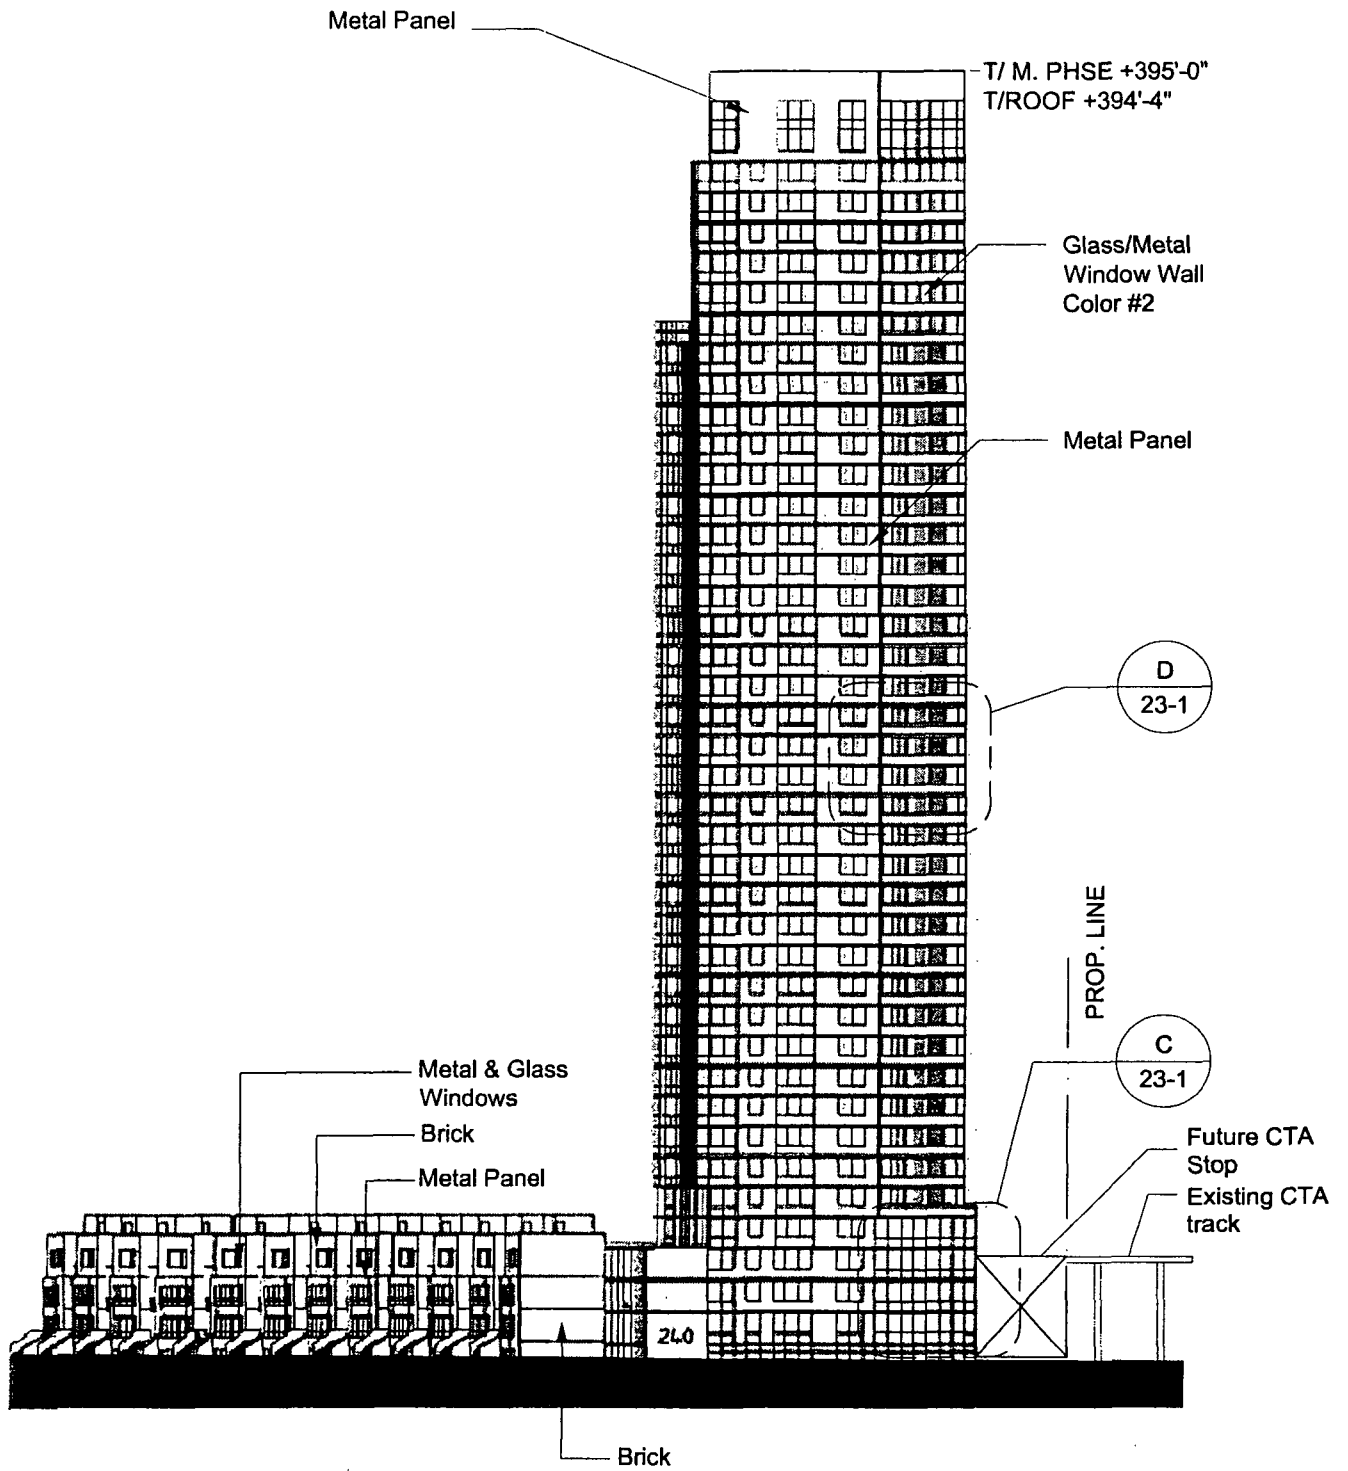 Metal Panel
T/ M. PHSE +395'-0"
T/ROOF +394'-4"
Glass/Metal
Window Wall
Color #2
Metal Panel
D
23-1
PROP. LINE
C
23-1
Metal & Glass
Windows
Brick
Metal Panel
Future CTA
Stop
Existing CTA
track
240
Brick